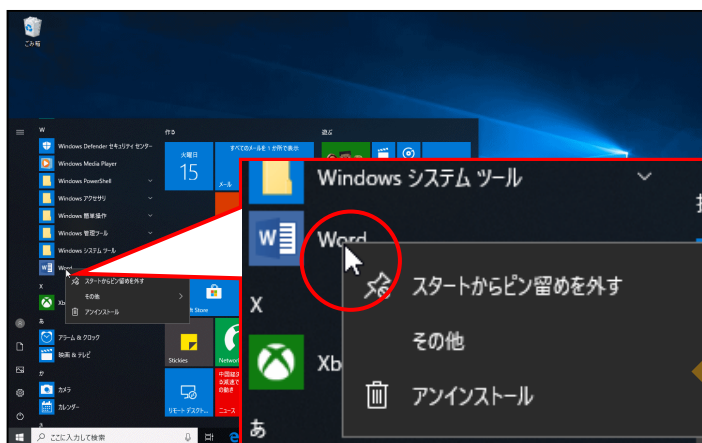 ごみ箱
W
Windows Defender セキュリティ センター
Windows Media Player
Windows PowerShell
Windows アクセサリ
Windows 簡単操作
Windows 管理ツール
Windows システム ツール
Word
スタートからピン留めを外す
その他
アンインストール
X
Xb
あ
アラーム & クロック
映画 & テレビ
か
カメラ
カレンダー
ここに入力して検索
作る
火曜日
15
すべてのメールを 1 か所で表示
メール
遊ぶ
Stickies
Network
リモート デスクト...
ニュース
Windows システム ツール
Word
スタートからピン留めを外す
その他
アンインストール
X
Xb
あ